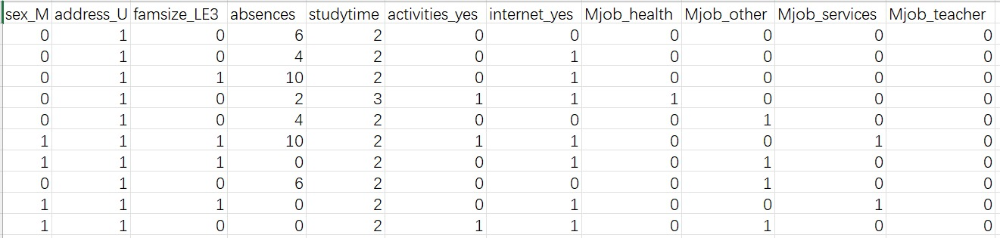 sex_M address_U famsize_LE3 absences studytime activities_yes internet_yes Mjob_health Mjob_other Mjob_services Mjob_teacher
0 1 0 6 2 0 0 0 0 0 0
0 1 0 4 2 0 1 0 0 0 0
0 1 1 10 2 0 1 0 0 0 0
0 1 0 2 3 1 1 1 0 0 0
0 1 0 4 2 0 0 0 1 0 0
1 1 1 10 2 1 1 0 0 1 0
1 1 1 0 2 0 1 0 1 0 0
0 1 0 6 2 0 0 0 1 0 0
1 1 1 0 2 0 1 0 0 1 0
1 1 0 0 2 1 1 0 1 0 0